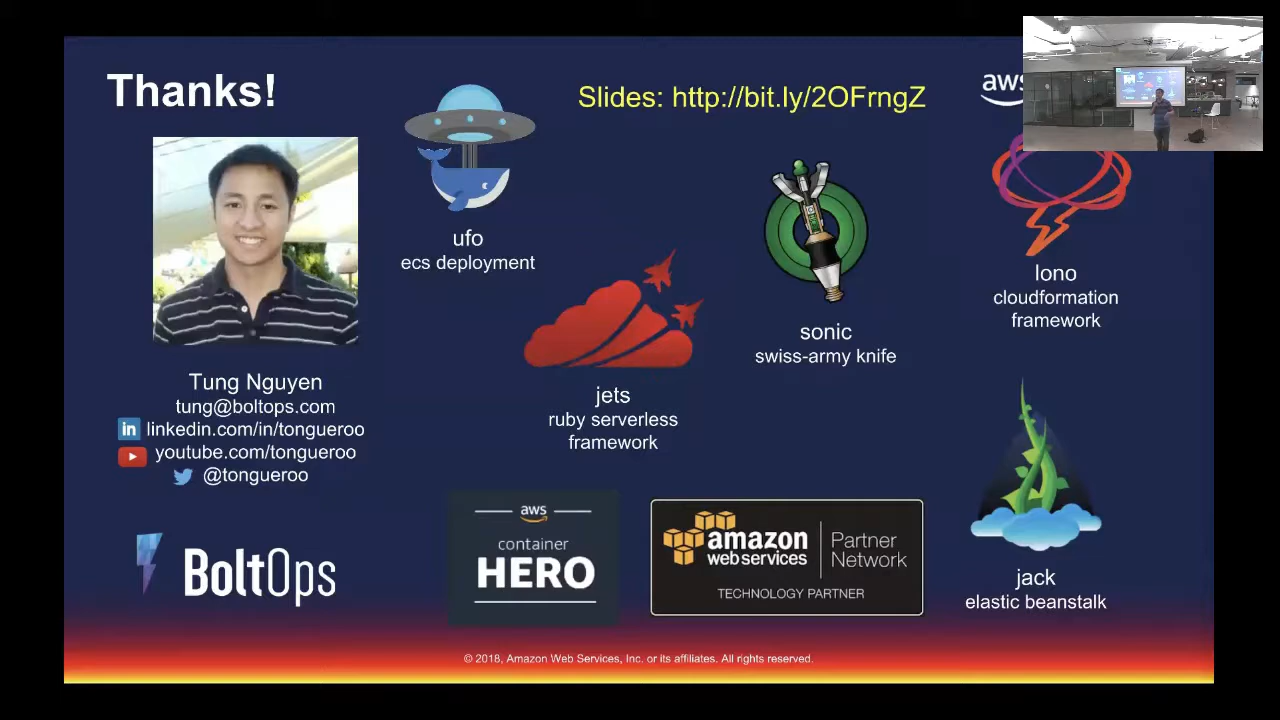 Thanks!
Slides: http://bit.ly/2OFrngZ
aws
ufo
ecs deployment
sonic
swiss-army knife
lono
cloudformation
framework
jets
ruby serverless
framework
Tung Nguyen
tung@boltops.com
in linkedin.com/in/tongueroo
youtube.com/tongueroo
@tongueroo
BoltOps
aws
container
HERO
amazon
web services
Partner
Network
TECHNOLOGY PARTNER
jack
elastic beanstalk
© 2018, Amazon Web Services, Inc. or its affiliates. All rights reserved.